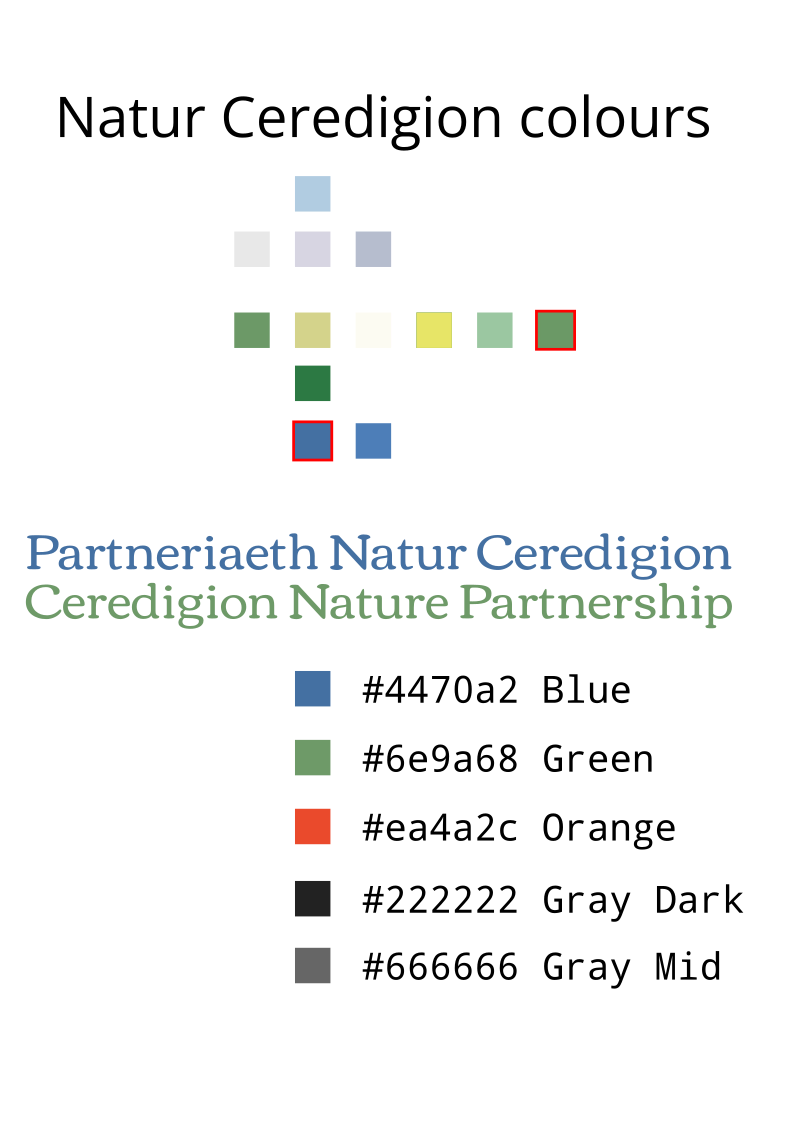 Natur Ceredigion colours
Partneriaeth Natur Ceredigion
Ceredigion Nature Partnership
#4470a2 Blue
#6e9a68 Green
#ea4a2c Orange
#222222 Gray Dark
#666666 Gray Mid